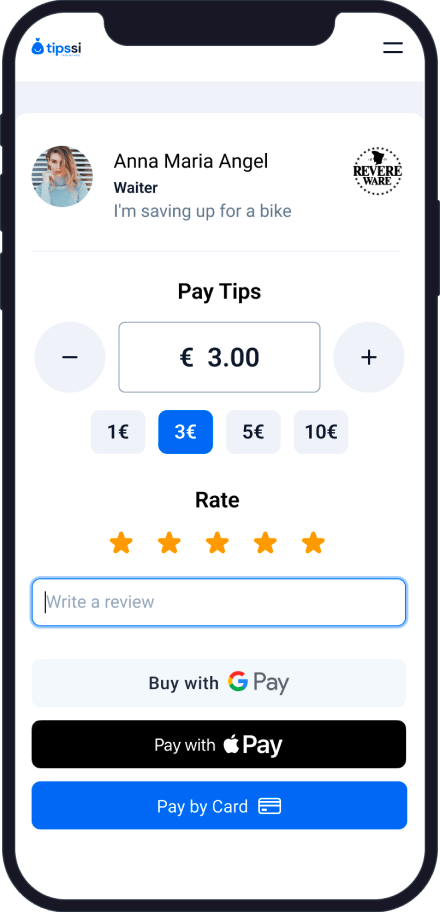 tipssi
Anna Maria Angel
Waiter
I'm saving up for a bike
REVERE
WARE
Pay Tips
− € 3.00 +
1€ 3€ 5€ 10€
Rate
Write a review
Buy with G Pay
Pay with Pay
Pay by Card